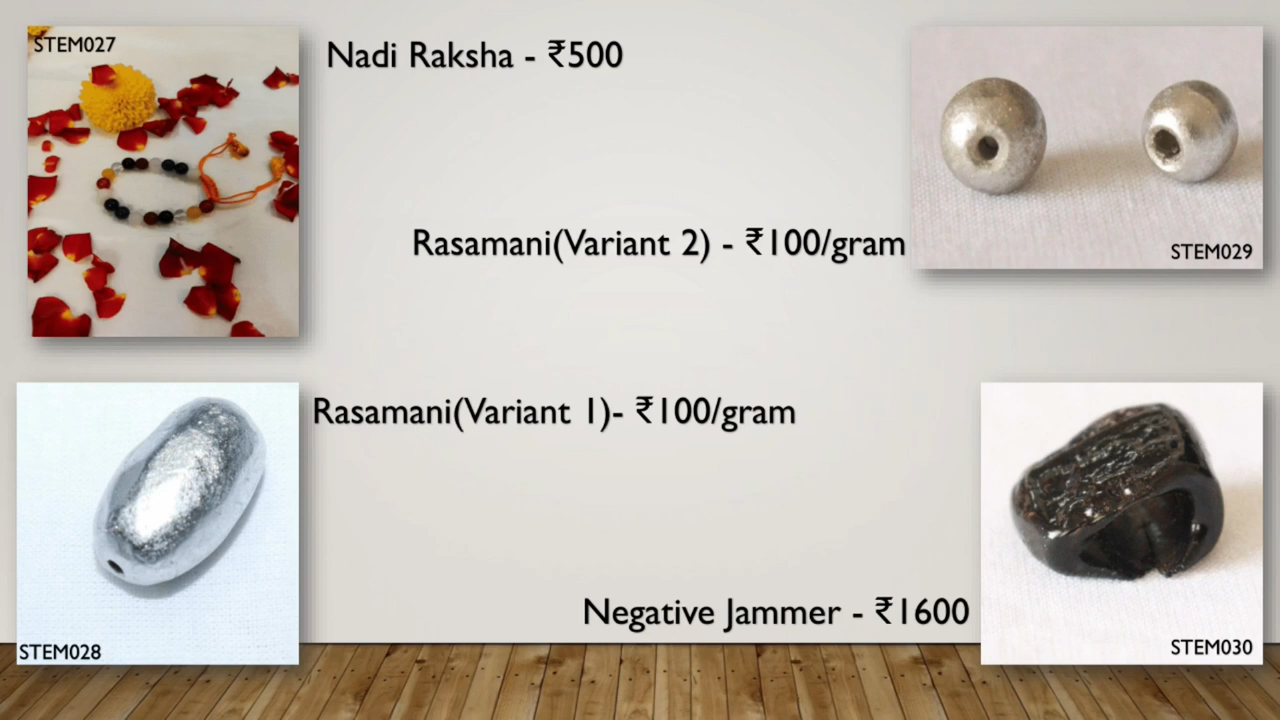 STEM027
Nadi Raksha - ₹500
Rasamani(Variant 2) - ₹100/gram
STEM029
Rasamani(Variant 1)- ₹100/gram
STEM028
Negative Jammer - ₹1600
STEM030